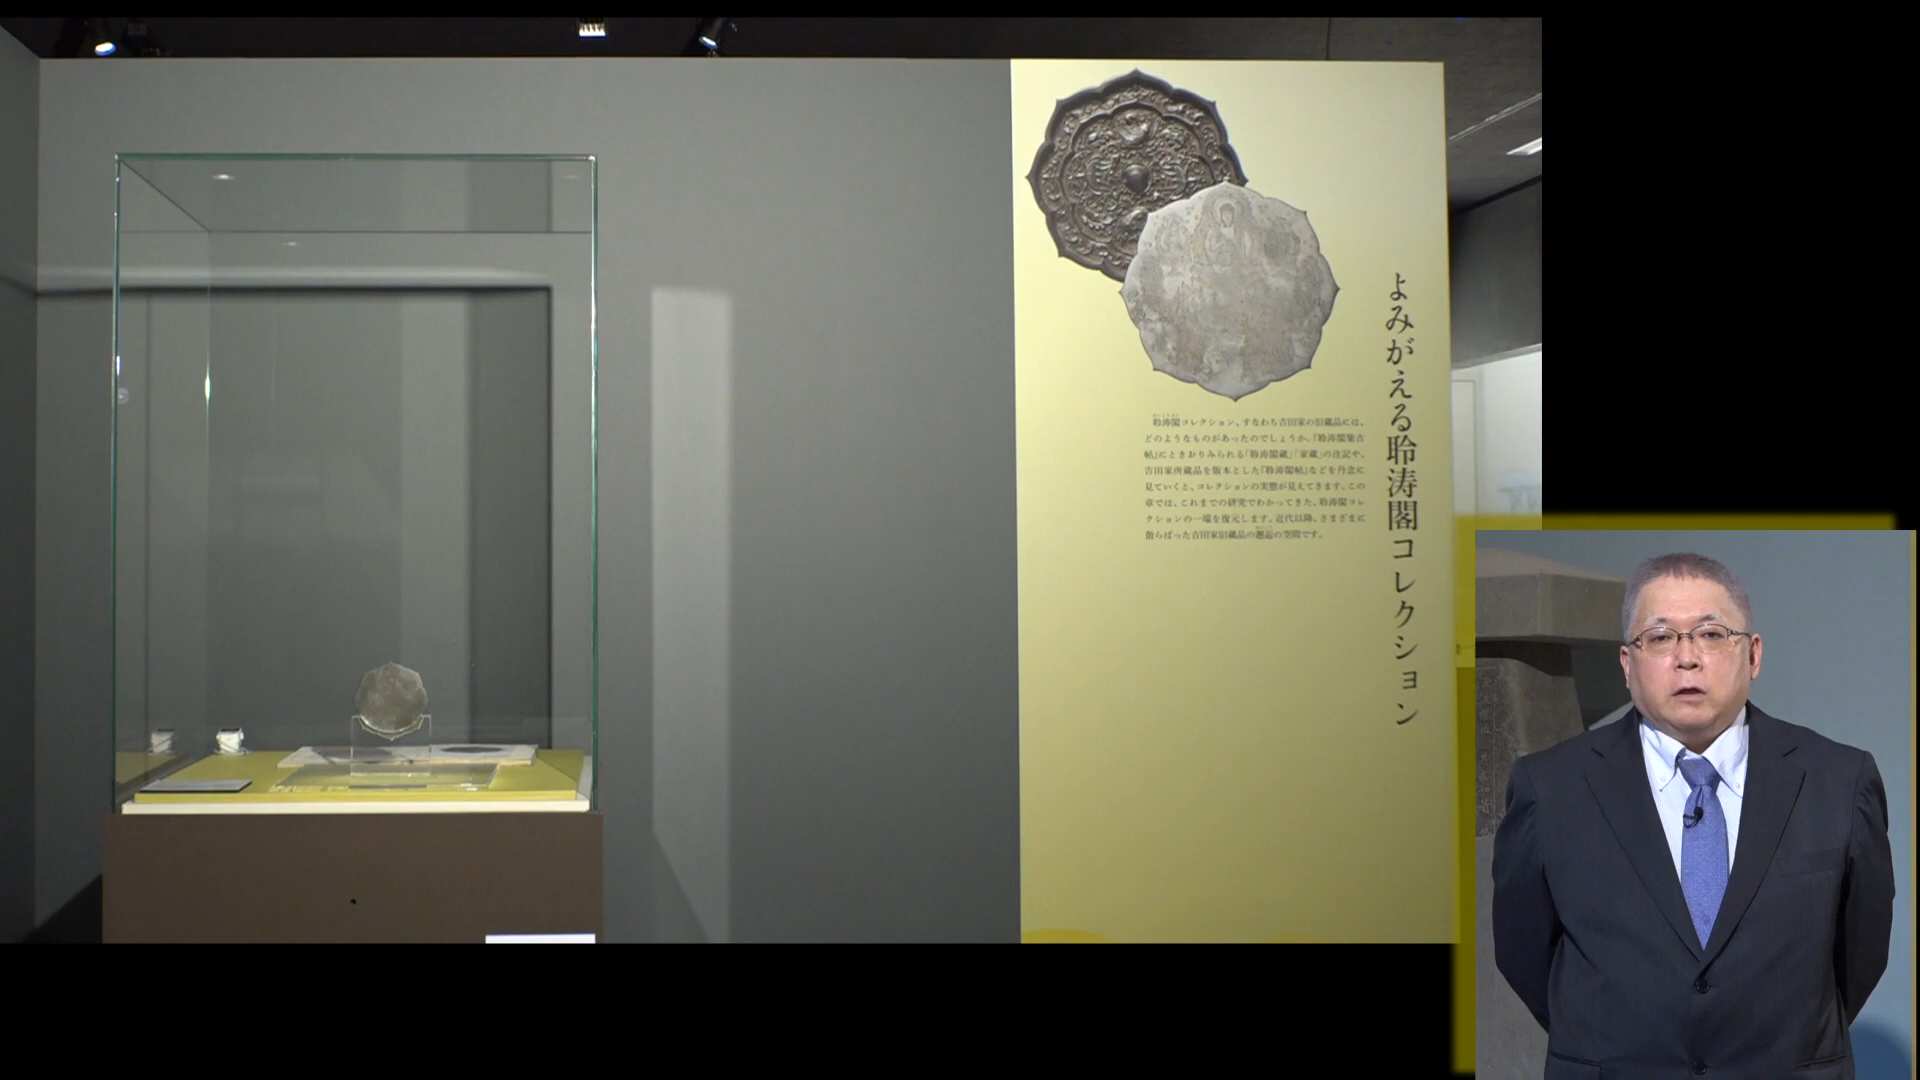 よみがえる聆涛閣コレクション
聆涛閣コレクション、すなわち吉田家の旧蔵品には、
どのようなものがあったのでしょうか。『聆涛閣集古
帖』にときおりみられる「聆涛閣蔵」「家蔵」の注記や、
吉田家所蔵品を版本とした『聆涛閣帖』などを丹念に
見ていくと、コレクションの実態が見えてきます。この
章では、これまでの研究でわかってきた、聆涛閣コレ
クションの一端を復元します。近代以降、さまざまに
散らばった吉田家旧蔵品の邂逅の空間です。